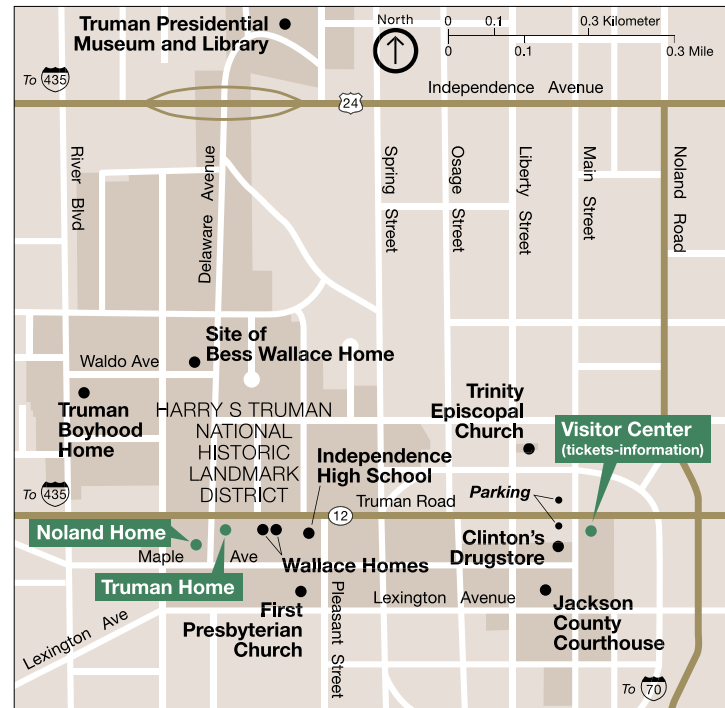 Truman Presidential
Museum and Library
North
0 0.1 0.3 Kilometer
0 0.1 0.3 Mile
To 435
24
Independence Avenue
River Blvd
Delaware Avenue
Spring Street
Osage Street
Liberty Street
Main Street
Noland Road
Site of
Bess Wallace Home
Waldo Ave
Truman
Boyhood
Home
HARRY S TRUMAN
NATIONAL
HISTORIC
LANDMARK
DISTRICT
Trinity
Episcopal
Church
Visitor Center
(tickets-information)
Independence
High School
To 435
Truman Road
Parking
12
Noland Home
Clinton's
Drugstore
Maple Ave
Wallace Homes
Truman Home
First
Presbyterian
Church
Pleasant Street
Lexington Avenue
Jackson
County
Courthouse
Lexington Ave
To 70